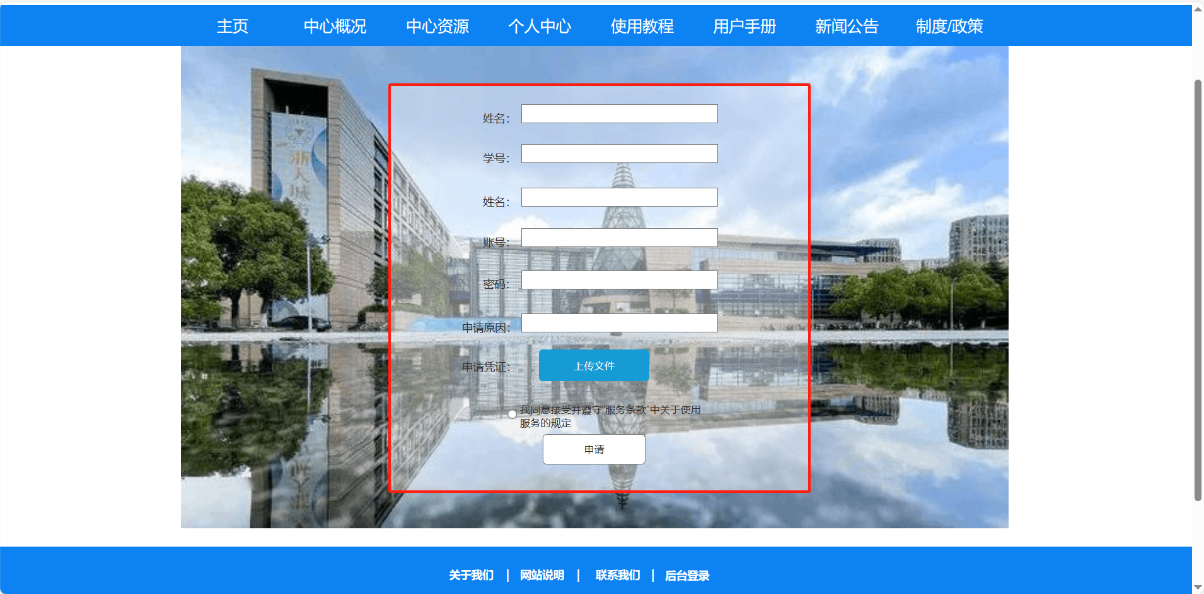 主页 中心概况 中心资源 个人中心 使用教程 用户手册 新闻公告 制度/政策
姓名：
学号：
姓名：
账号：
密码：
申请原因：
申请凭证： 上传文件
我同意接受并遵守"服务条款"中关于使用
服务的规定
申请
关于我们 | 网站说明 | 联系我们 | 后台登录